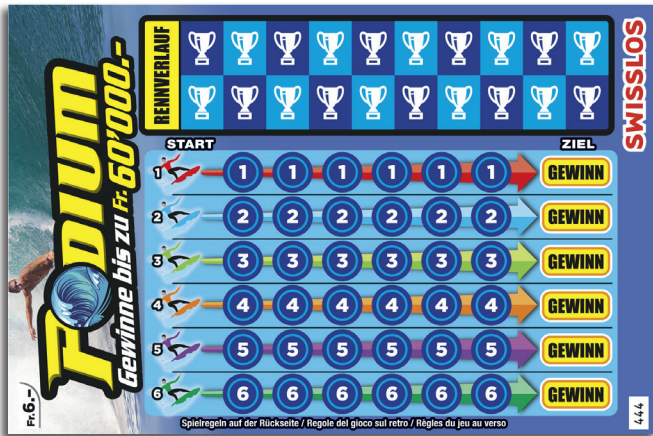 PODIUM
Gewinne bis zu Fr. 60'000.-
Fr. 6.-
RENNVERLAUF
SWISSLOS
START ZIEL
1 1 1 1 1 1 1 GEWINN
2 2 2 2 2 2 2 GEWINN
3 3 3 3 3 3 3 GEWINN
4 4 4 4 4 4 4 GEWINN
5 5 5 5 5 5 5 GEWINN
6 6 6 6 6 6 6 GEWINN
Spielregeln auf der Rückseite / Regole del gioco sul retro / Règles du jeu au verso
444